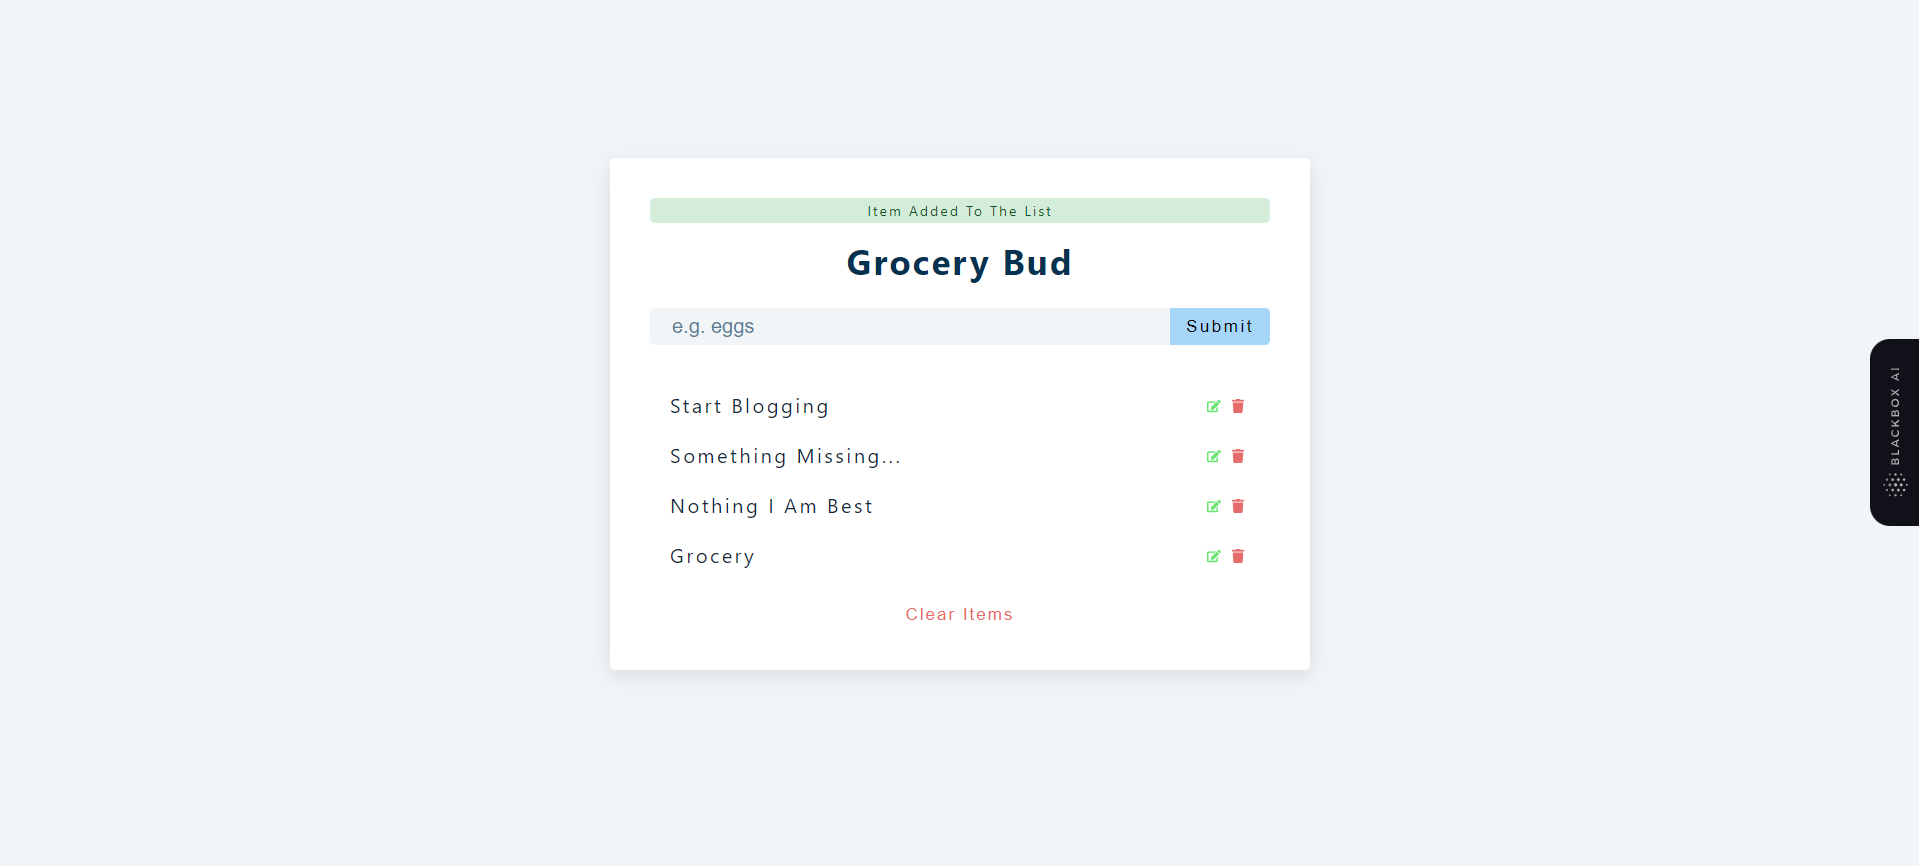 Item Added To The List
Grocery Bud
e.g. eggs
Submit
Start Blogging
Something Missing...
Nothing I Am Best
Grocery
Clear Items
BLACKBOX AI